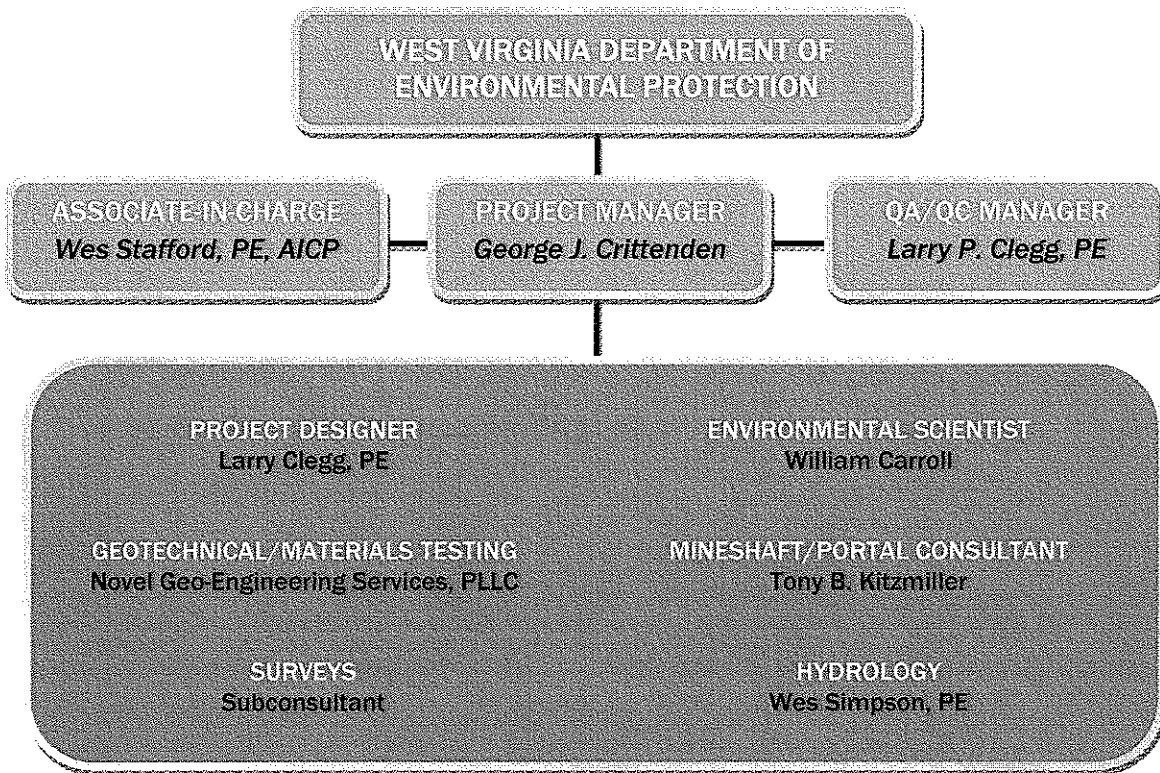 WEST VIRGINIA DEPARTMENT OF
ENVIRONMENTAL PROTECTION
ASSOCIATE-IN-CHARGE
Wes Stafford, PE, AICP
PROJECT MANAGER
George J. Crittenden
QA/QC MANAGER
Larry P. Clegg, PE
PROJECT DESIGNER
Larry Clegg, PE
ENVIRONMENTAL SCIENTIST
William Carroll
GEOTECHNICAL/MATERIALS TESTING
Novel Geo-Engineering Services, PLLC
MINESHAFT/PORTAL CONSULTANT
Tony B. Kitzmiller
SURVEYS
Subconsultant
HYDROLOGY
Wes Simpson, PE